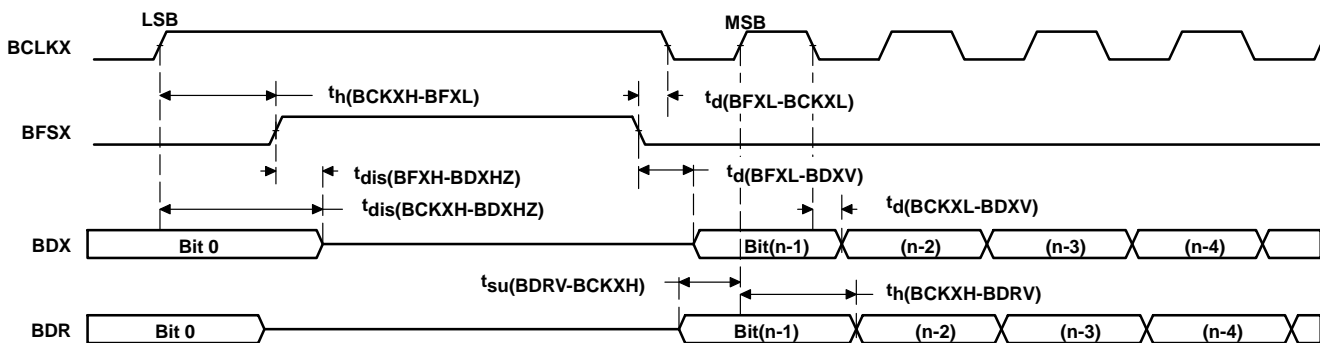 LSB
MSB
BCLKX
th(BCKXH-BFXL)
td(BFXL-BCKXL)
BFSX
tdis(BFXH-BDXHZ)
td(BFXL-BDXV)
tdis(BCKXH-BDXHZ)
td(BCKXL-BDXV)
BDX
Bit 0
Bit(n-1)
(n-2)
(n-3)
(n-4)
tsu(BDRV-BCKXH)
th(BCKXH-BDRV)
BDR
Bit 0
Bit(n-1)
(n-2)
(n-3)
(n-4)